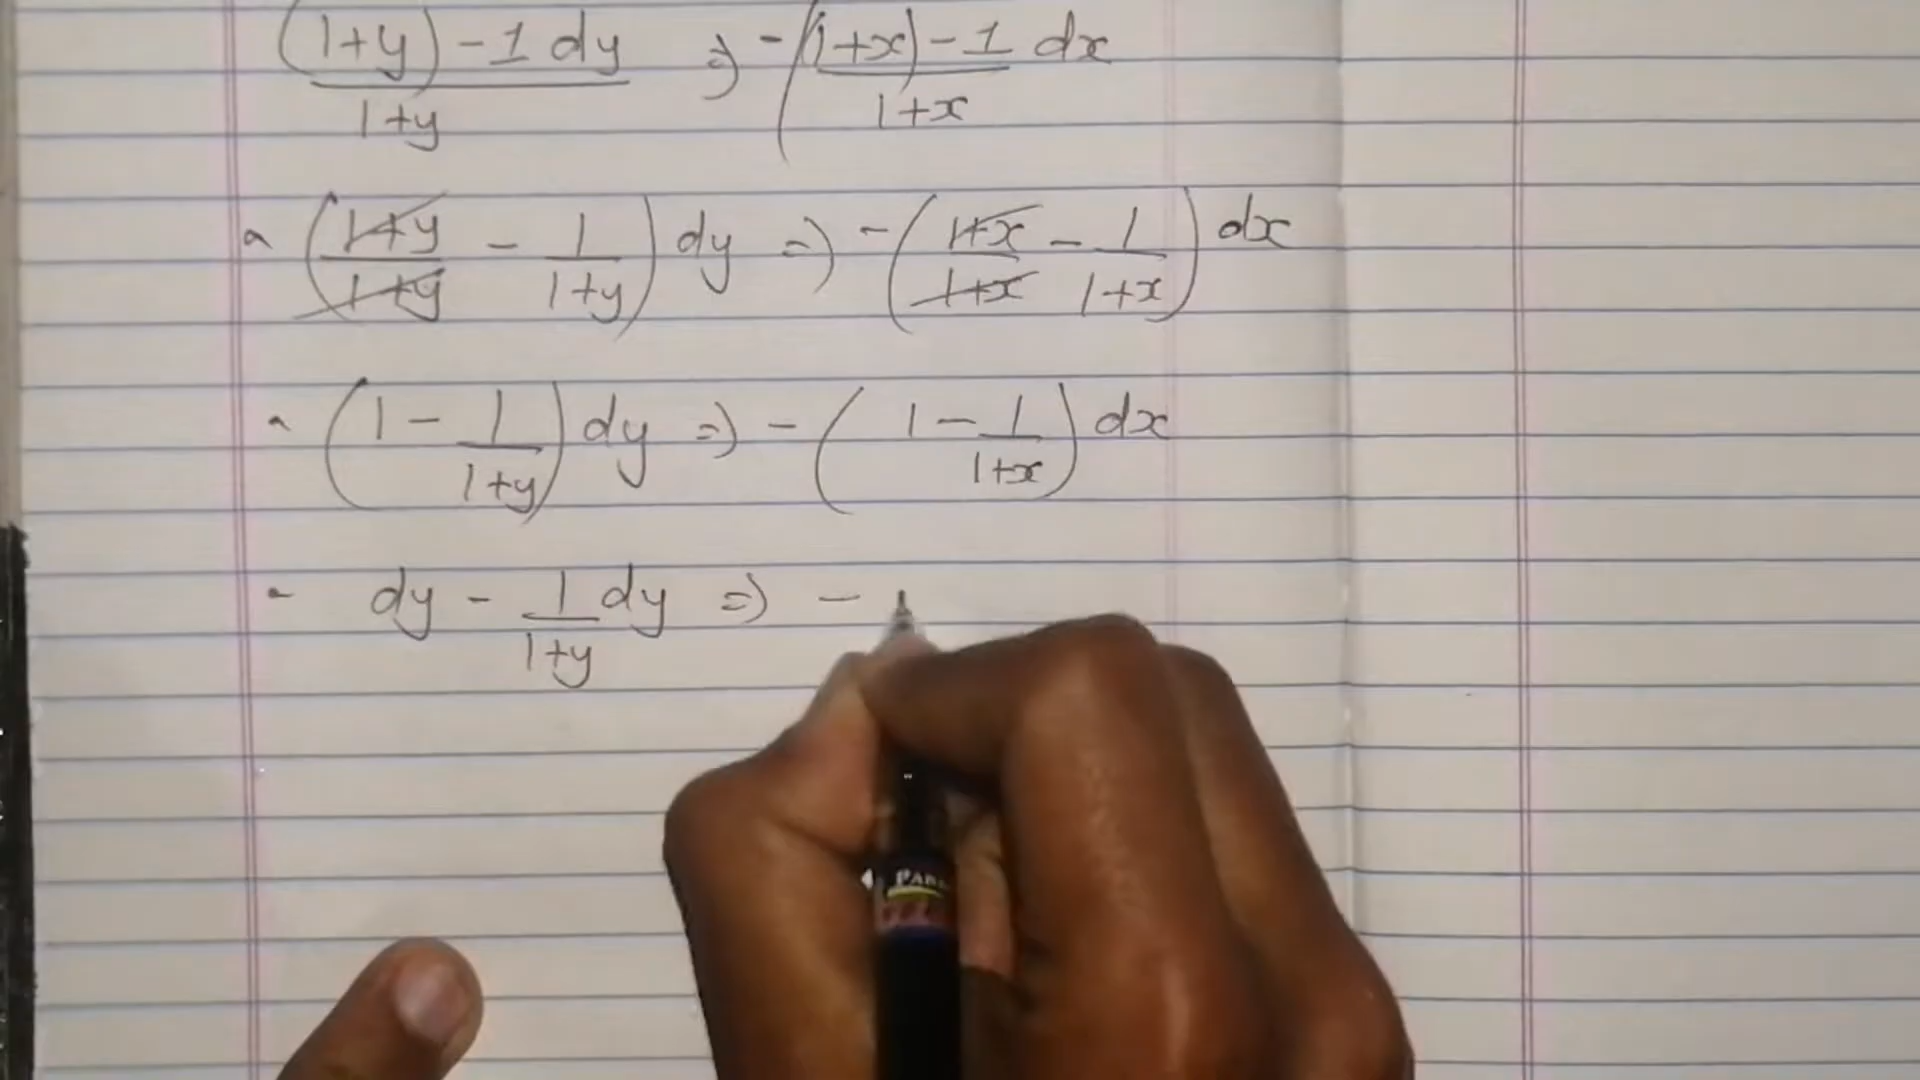 (1+y) - 1 dy / 1+y ⇒ -( (1+x) - 1 / 1+x dx
(1+y / 1+y - 1 / 1+y) dy ⇒ -(1+x / 1+x - 1 / 1+x) dx
(1 - 1 / 1+y) dy ⇒ -(1 - 1 / 1+x) dx
dy - 1 / 1+y dy ⇒ -